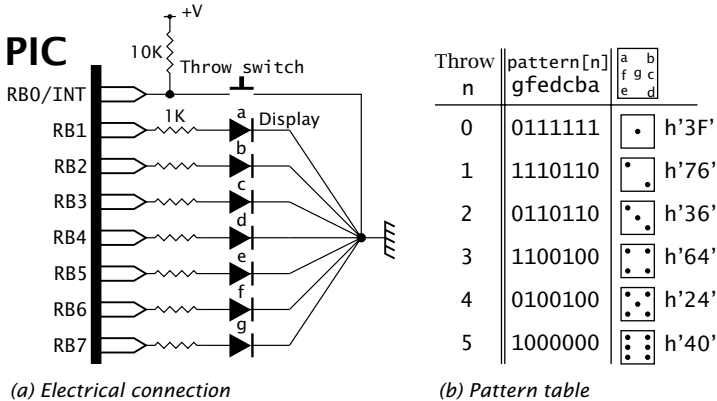 +V
PIC
10K
Throw switch
RB0/INT
1K
a
Display
RB1
b
RB2
c
RB3
d
RB4
e
RB5
f
RB6
g
RB7
(a) Electrical connection
Throw n
pattern[n] gfedcba
a b
f g c
e d
0 0111111 h'3F'
1 1110110 h'76'
2 0110110 h'36'
3 1100100 h'64'
4 0100100 h'24'
5 1000000 h'40'
(b) Pattern table